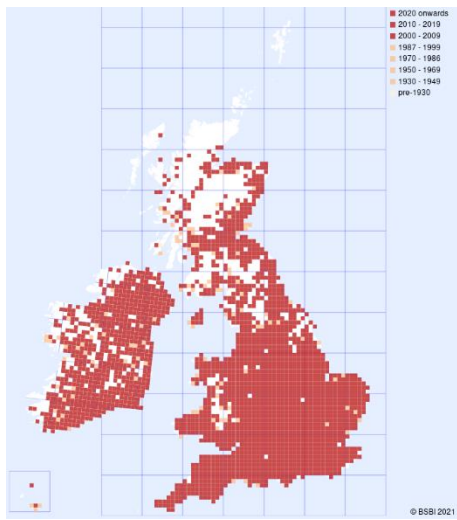 2020 onwards
2010 - 2019
2000 - 2009
1987 - 1999
1970 - 1986
1950 - 1969
1930 - 1949
pre-1930
© BSBI 2021